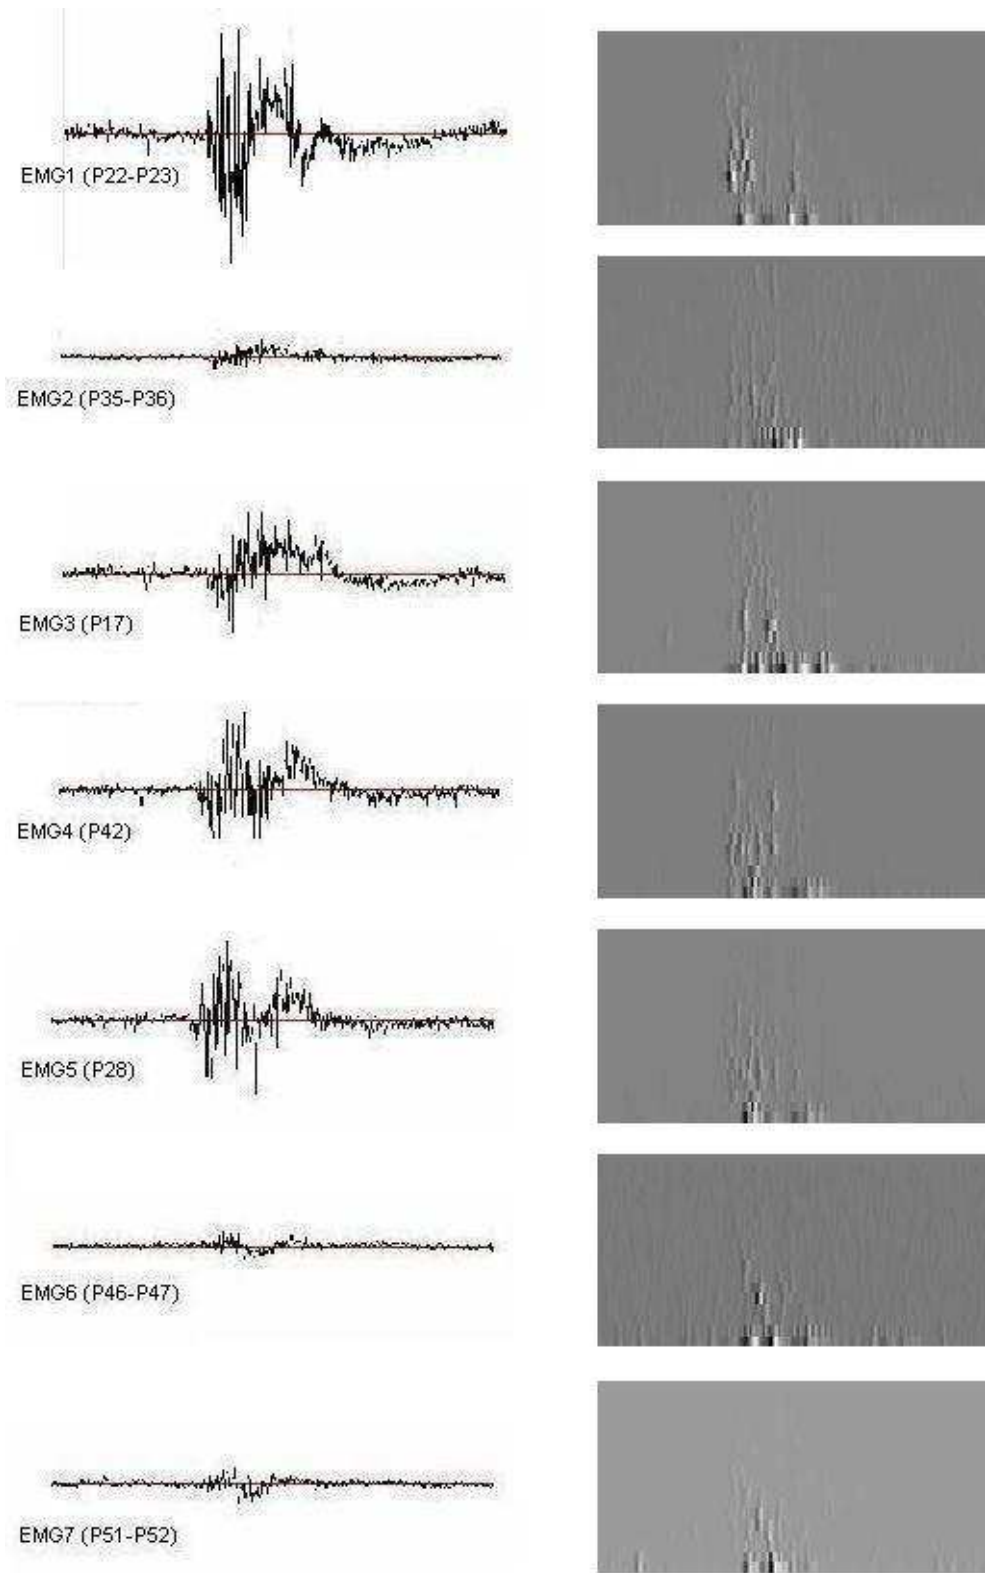 EMG1 (P22-P23)
EMG2 (P35-P36)
EMG3 (P17)
EMG4 (P42)
EMG5 (P28)
EMG6 (P46-P47)
EMG7 (P51-P52)